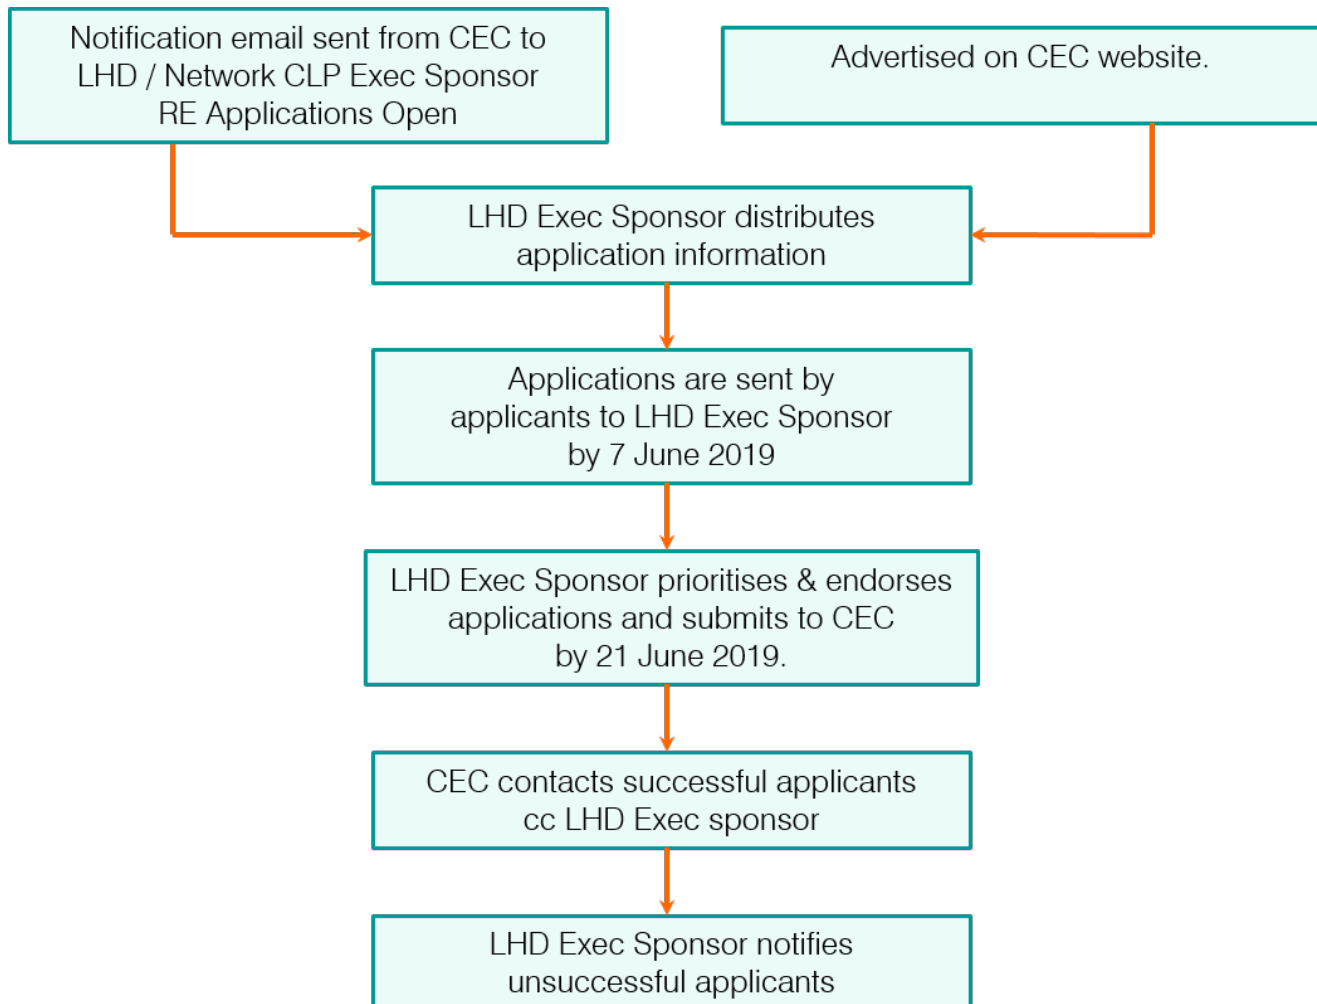 Notification email sent from CEC to
LHD / Network CLP Exec Sponsor
RE Applications Open
Advertised on CEC website.
LHD Exec Sponsor distributes
application information
Applications are sent by
applicants to LHD Exec Sponsor
by 7 June 2019
LHD Exec Sponsor prioritises & endorses
applications and submits to CEC
by 21 June 2019.
CEC contacts successful applicants
cc LHD Exec sponsor
LHD Exec Sponsor notifies
unsuccessful applicants